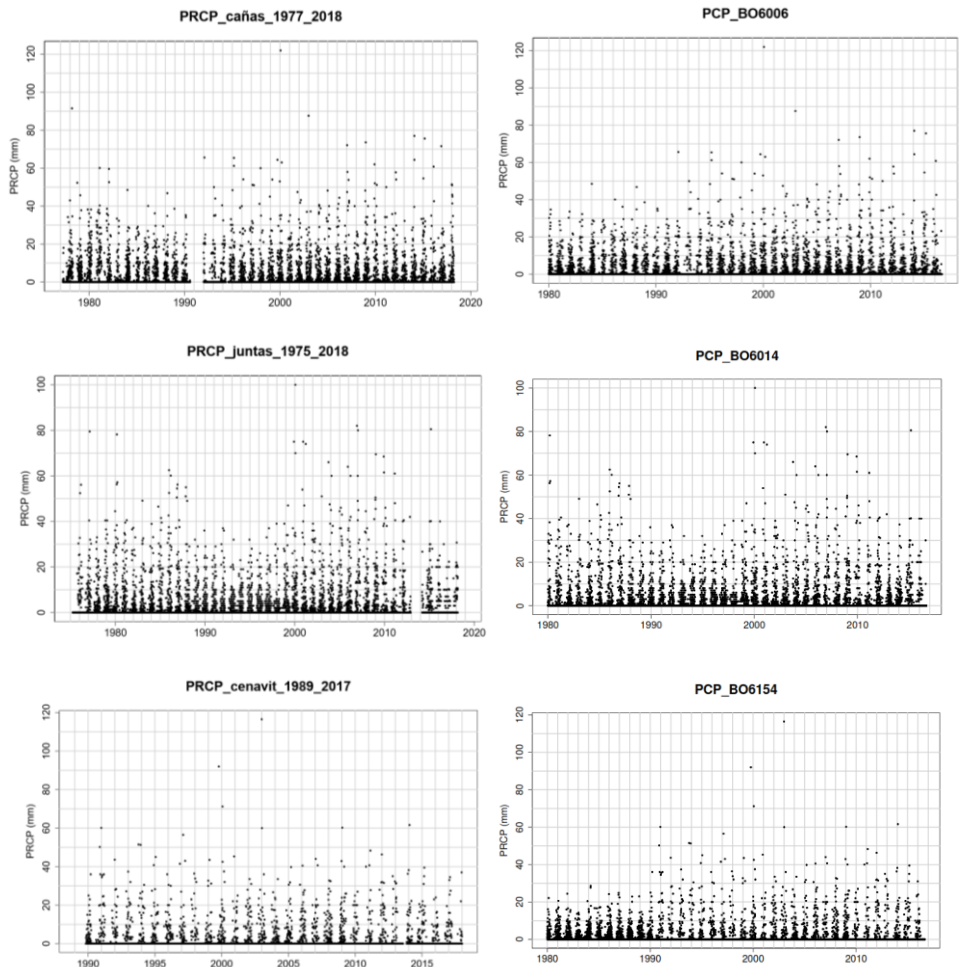 PRCP_cañas_1977_2018
PRCP (mm)
0 20 40 60 80 100 120
1980 1990 2000 2010 2020
PCP_BO6006
PRCP (mm)
0 20 40 60 80 100 120
1980 1990 2000 2010
PRCP_juntas_1975_2018
PRCP (mm)
0 20 40 60 80 100
1980 1990 2000 2010 2020
PCP_BO6014
PRCP (mm)
0 20 40 60 80 100
1980 1990 2000 2010
PRCP_cenavit_1989_2017
PRCP (mm)
0 20 40 60 80 100 120
1990 1995 2000 2005 2010 2015
PCP_BO6154
PRCP (mm)
0 20 40 60 80 100 120
1980 1990 2000 2010